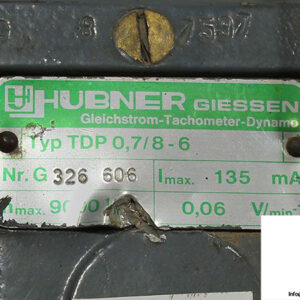 HÜBNER GIESSEN
Gleichstrom-Tachometer-Dynamo
Typ TDP 0,7/8-6
Nr. G 326 606 Imax. 135 mA
0,06 V/min-1